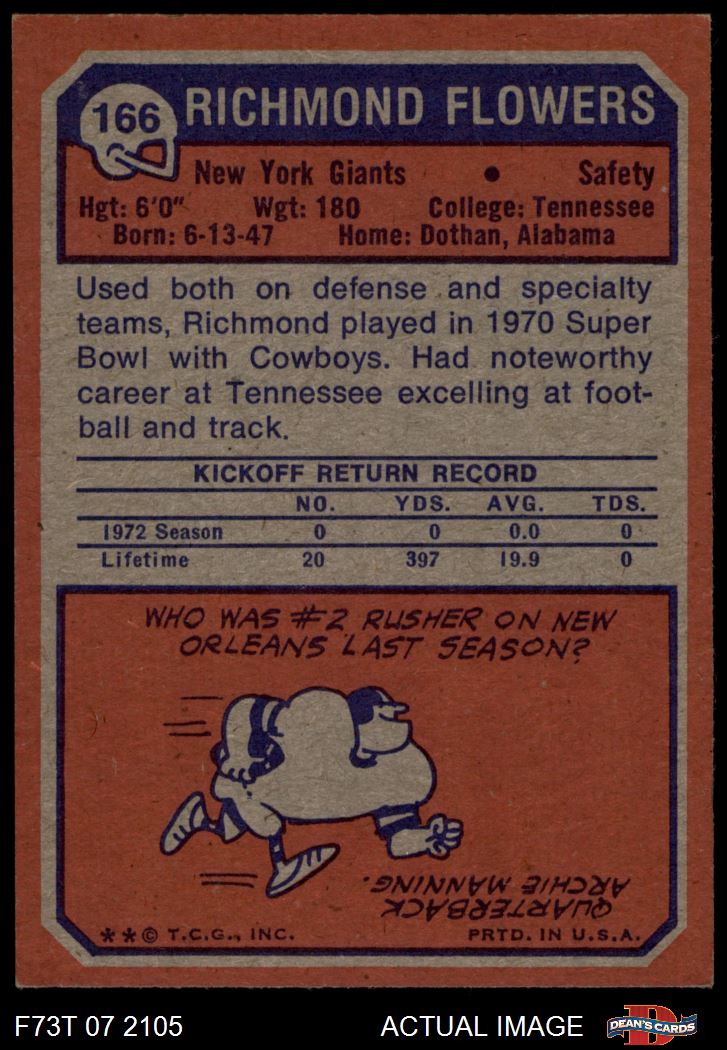 166 RICHMOND FLOWERS
New York Giants • Safety
Hgt: 6'0" Wgt: 180 College: Tennessee
Born: 6-13-47 Home: Dothan, Alabama
Used both on defense and specialty
teams, Richmond played in 1970 Super
Bowl with Cowboys. Had noteworthy
career at Tennessee excelling at foot-
ball and track.
KICKOFF RETURN RECORD
NO. YDS. AVG. TDS.
1972 Season 0 0 0.0 0
Lifetime 20 397 19.9 0
WHO WAS #2 RUSHER ON NEW
ORLEANS LAST SEASON?
QUARTERBACK
ARCHIE MANNING.
**© T.C.G., INC. PRTD. IN U.S.A.
F73T 07 2105 ACTUAL IMAGE D DEAN'S CARDS